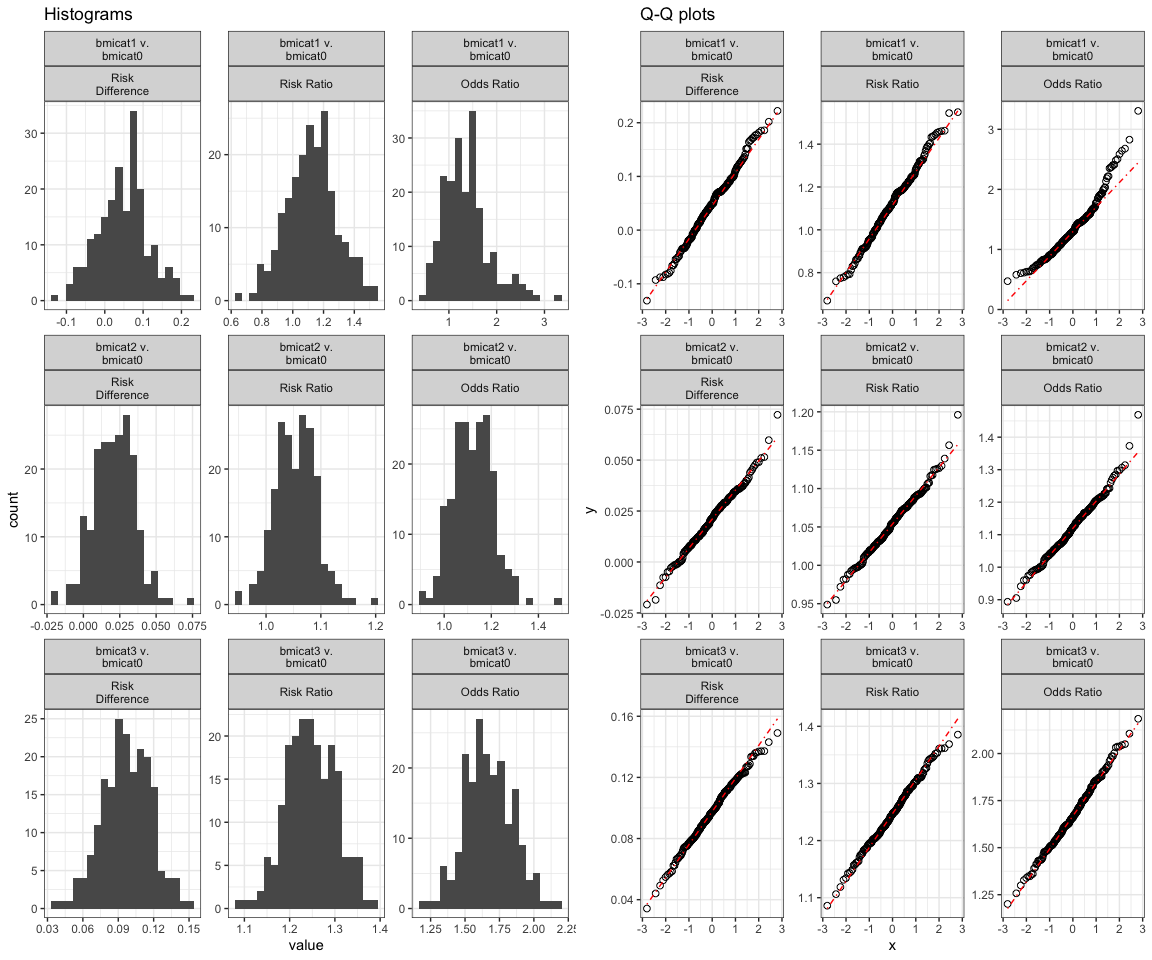 Histograms
bmicat1 v.
bmicat0
Risk
Difference
bmicat1 v.
bmicat0
Risk Ratio
bmicat1 v.
bmicat0
Odds Ratio
30
20
10
0
-0.1 0.0 0.1 0.2
20
10
0
0.6 0.8 1.0 1.2 1.4
30
20
10
0
1 2 3
bmicat2 v.
bmicat0
Risk
Difference
bmicat2 v.
bmicat0
Risk Ratio
bmicat2 v.
bmicat0
Odds Ratio
20
10
0
-0.025 0.000 0.025 0.050 0.075
20
10
0
1.0 1.1 1.2
20
10
0
1.0 1.2 1.4
bmicat3 v.
bmicat0
Risk
Difference
bmicat3 v.
bmicat0
Risk Ratio
bmicat3 v.
bmicat0
Odds Ratio
25
20
15
10
5
0
0.03 0.06 0.09 0.12 0.15
20
15
10
5
0
1.1 1.2 1.3 1.4
20
10
0
1.25 1.50 1.75 2.00 2.25
count
value
Q-Q plots
bmicat1 v.
bmicat0
Risk
Difference
bmicat1 v.
bmicat0
Risk Ratio
bmicat1 v.
bmicat0
Odds Ratio
0.2
0.1
0.0
-0.1
-3 -2 -1 0 1 2 3
1.4
1.2
1.0
0.8
-3 -2 -1 0 1 2 3
3
2
1
0
-3 -2 -1 0 1 2 3
bmicat2 v.
bmicat0
Risk
Difference
bmicat2 v.
bmicat0
Risk Ratio
bmicat2 v.
bmicat0
Odds Ratio
0.075
0.050
0.025
0.000
-0.025
-3 -2 -1 0 1 2 3
1.20
1.15
1.10
1.05
1.00
0.95
-3 -2 -1 0 1 2 3
1.4
1.3
1.2
1.1
1.0
0.9
-3 -2 -1 0 1 2 3
bmicat3 v.
bmicat0
Risk
Difference
bmicat3 v.
bmicat0
Risk Ratio
bmicat3 v.
bmicat0
Odds Ratio
0.16
0.12
0.08
0.04
-3 -2 -1 0 1 2 3
1.4
1.3
1.2
1.1
-3 -2 -1 0 1 2 3
2.00
1.75
1.50
1.25
-3 -2 -1 0 1 2 3
y
x